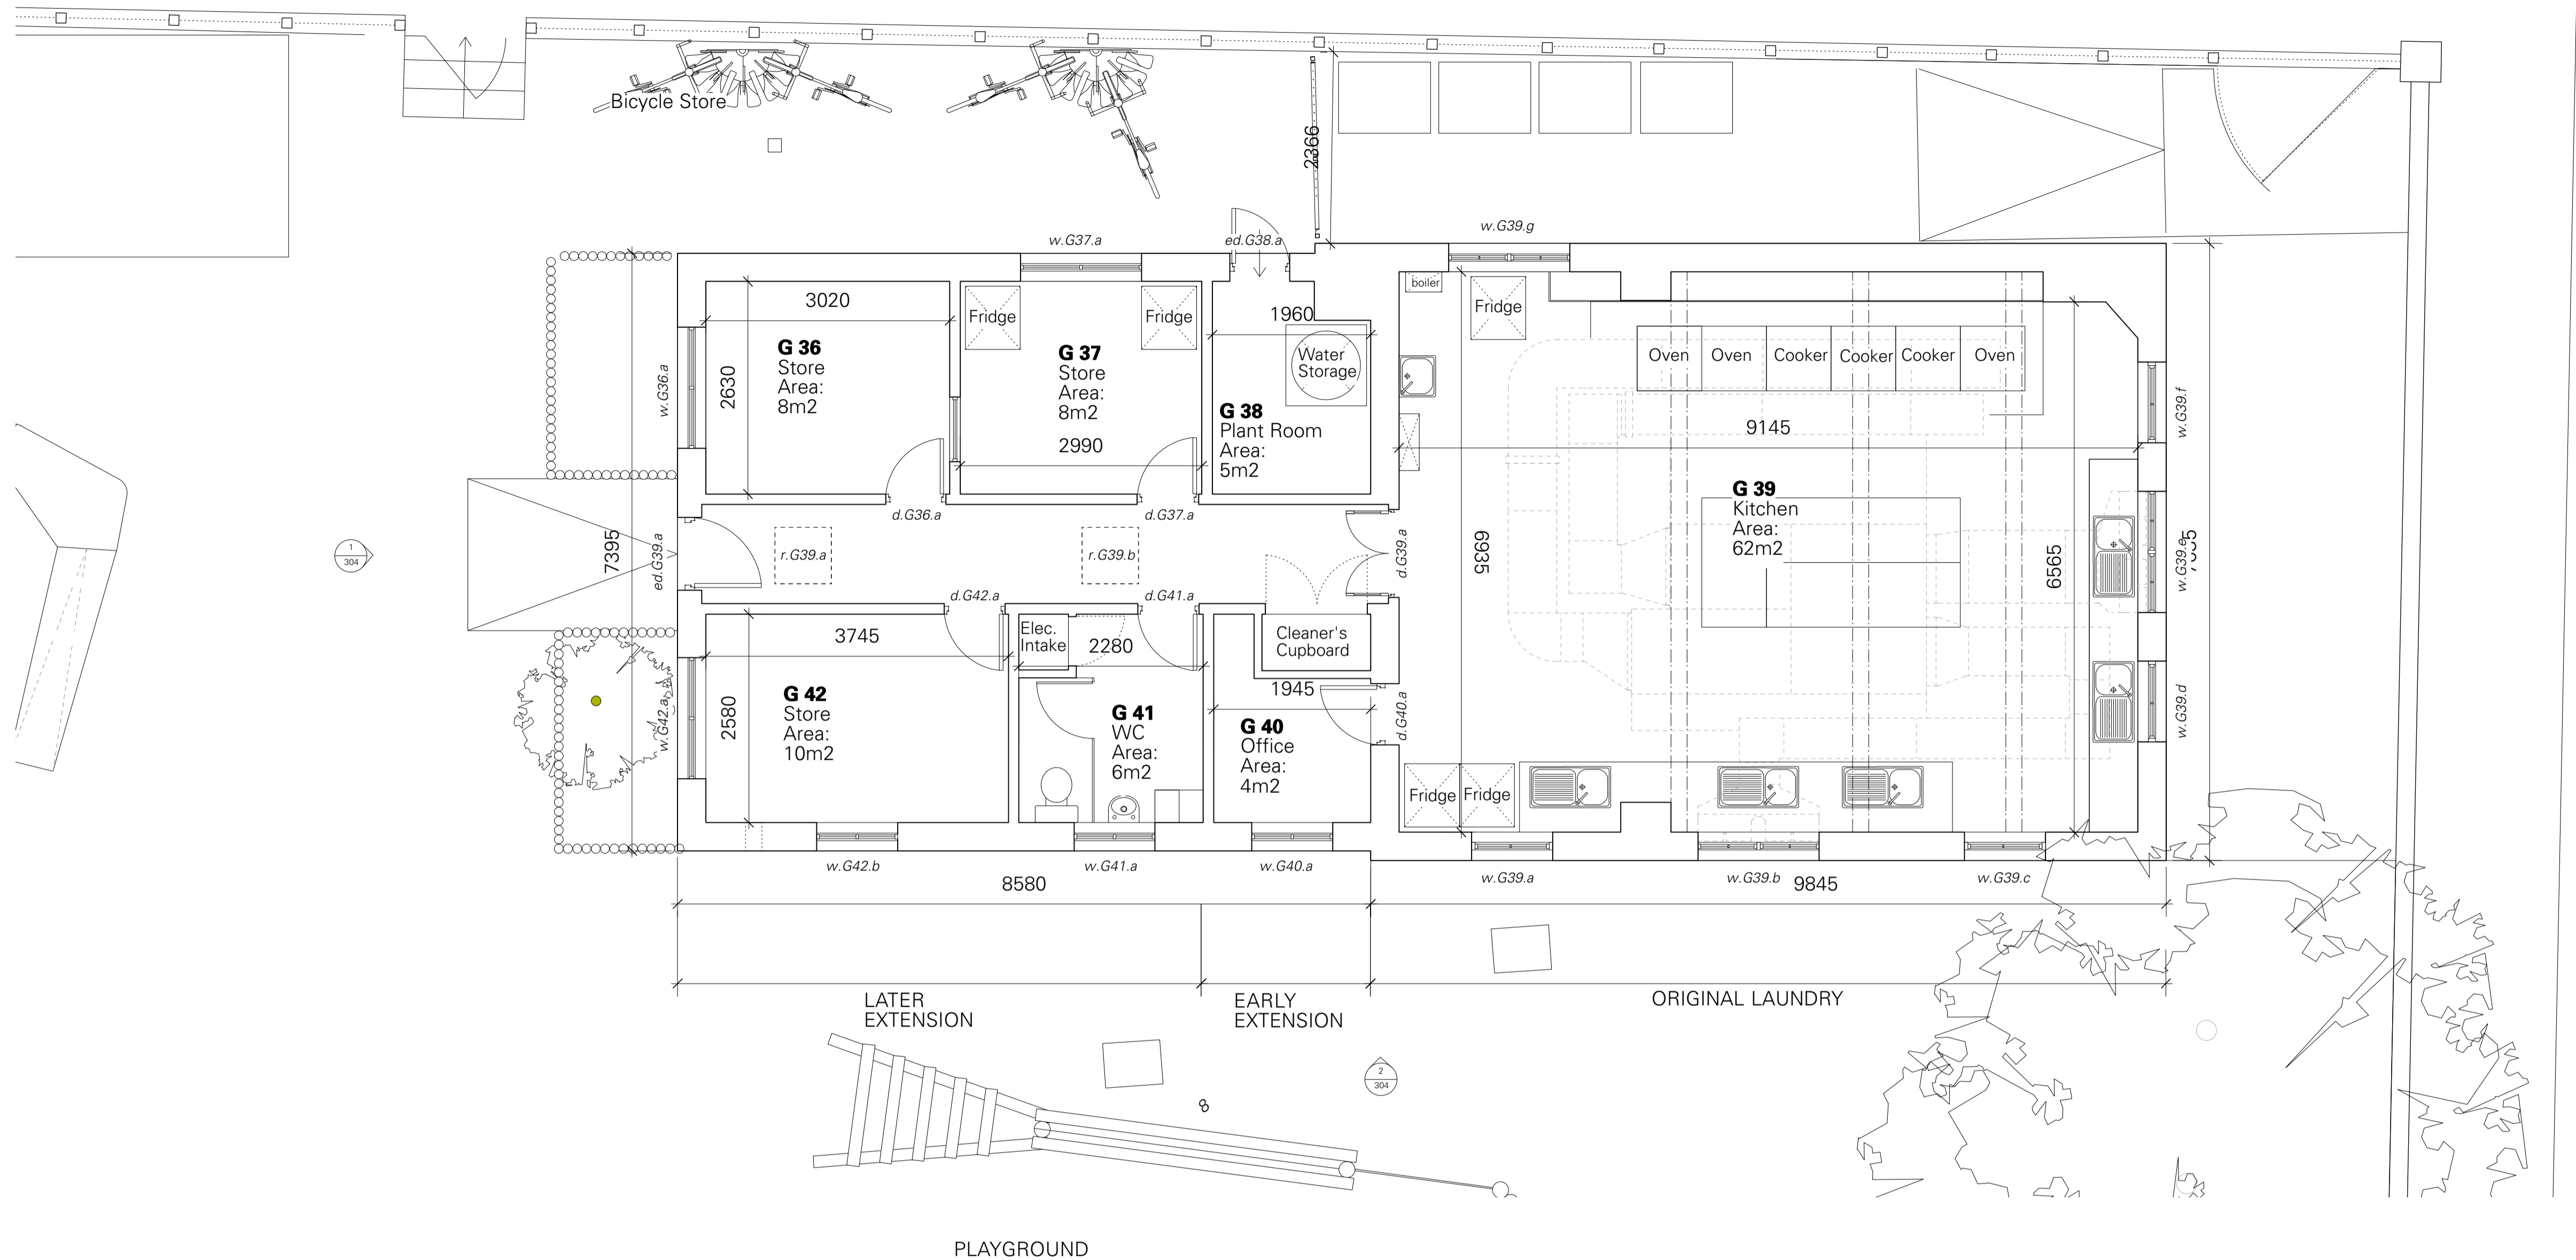 Bicycle Store
2366
w.G37.a
ed.G38.a
w.G39.g
3020
Fridge
Fridge
1960
boiler
Fridge
G 36
Store
Area:
8m2
2630
w.G36.a
G 37
Store
Area:
8m2
2990
Water
Storage
G 38
Plant Room
Area:
5m2
Oven
Oven
Cooker
Cooker
Cooker
Oven
9145
w.G39.f
G 39
Kitchen
Area:
62m2
d.G36.a
d.G37.a
1
304
7395
ed.G39.a
r.G39.a
r.G39.b
d.G39.a
6935
6565
w.G39.e
d.G42.a
d.G41.a
3745
Elec.
Intake
2280
Cleaner's
Cupboard
1945
G 42
Store
Area:
10m2
2580
w.G42.a
G 41
WC
Area:
6m2
G 40
Office
Area:
4m2
d.G40.a
w.G39.d
Fridge
Fridge
w.G42.b
w.G41.a
w.G40.a
w.G39.a
w.G39.b
w.G39.c
8580
9845
LATER
EXTENSION
EARLY
EXTENSION
ORIGINAL LAUNDRY
2
304
8
PLAYGROUND